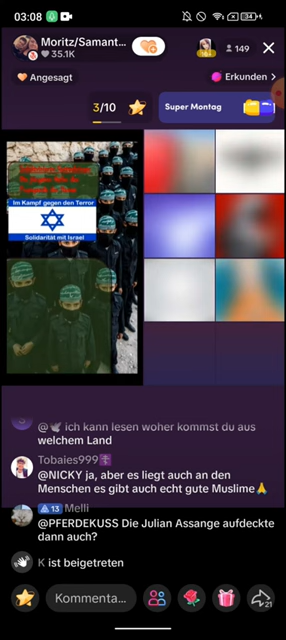 03:08
34
Moritz/Samant...
35.1K
149
Angesagt
Erkunden >
3/10
Super Montag
Im Kampf gegen den Terror
Solidarität mit Israel
@🕊 ich kann lesen woher kommst du aus
welchem Land
Tobaies999
@NICKY ja, aber es liegt auch an den
Menschen es gibt auch echt gute Muslime🙏
13 Melli
@PFERDEKUSS Die Julian Assange aufdeckte
dann auch?
K ist beigetreten
Kommenta...
21